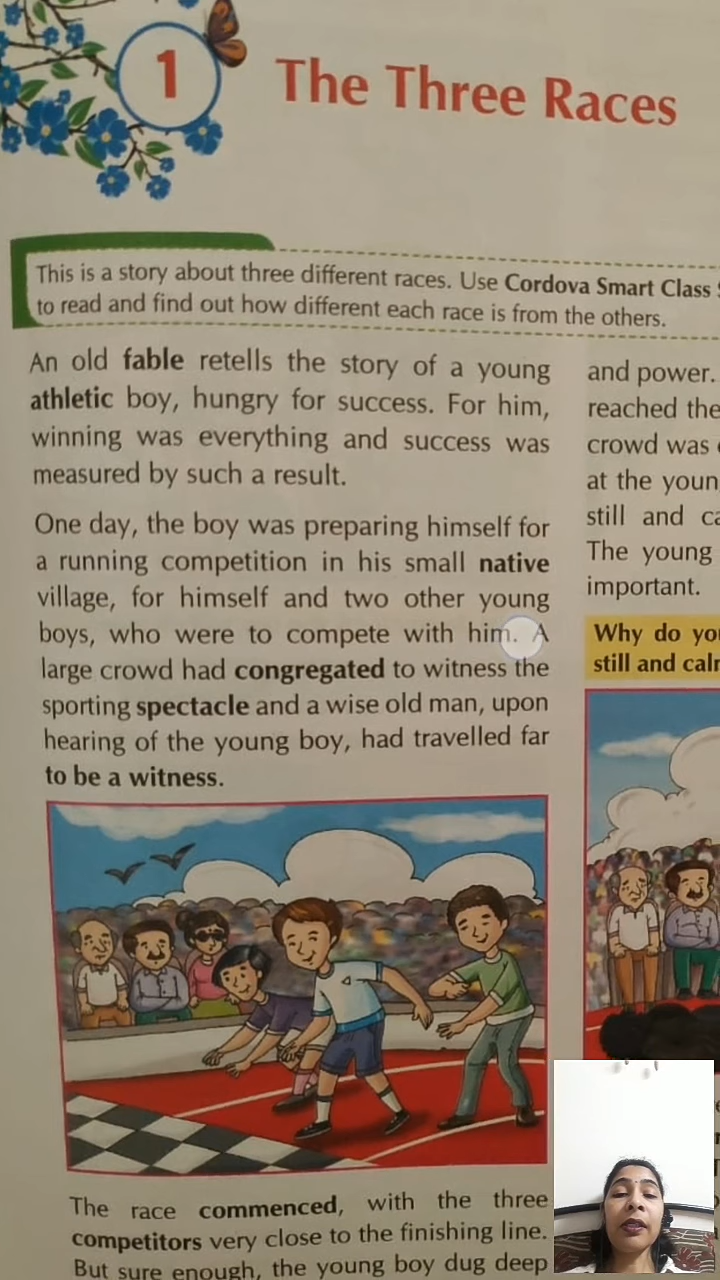 1
The Three Races
This is a story about three different races. Use Cordova Smart Class
to read and find out how different each race is from the others.
An old fable retells the story of a young
athletic boy, hungry for success. For him,
winning was everything and success was
measured by such a result.
One day, the boy was preparing himself for
a running competition in his small native
village, for himself and two other young
boys, who were to compete with him. A
large crowd had congregated to witness the
sporting spectacle and a wise old man, upon
hearing of the young boy, had travelled far
to be a witness.
The race commenced, with the three
competitors very close to the finishing line.
But sure enough, the young boy dug deep
and power.
reached the
crowd was
at the
still and
The young
important.
Why do
still and